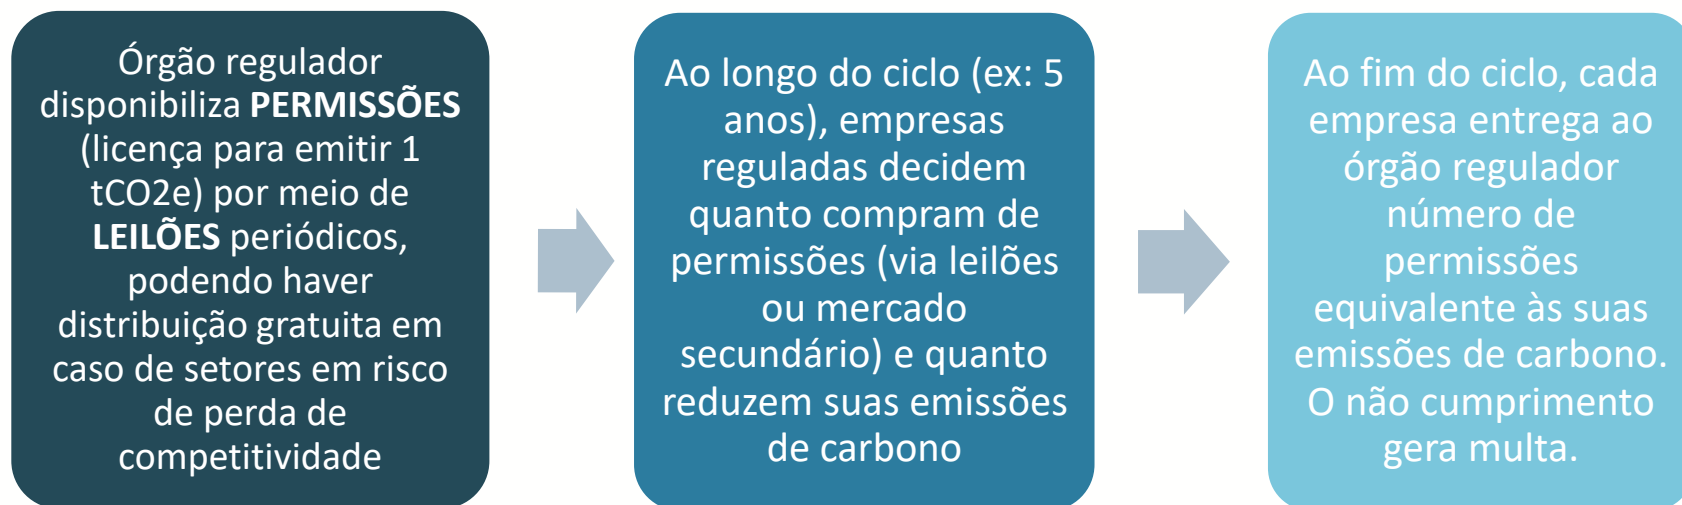 Órgão regulador
disponibiliza PERMISSÕES
(licença para emitir 1
tCO2e) por meio de
LEILÕES periódicos,
podendo haver
distribuição gratuita em
caso de setores em risco
de perda de
competitividade
Ao longo do ciclo (ex: 5
anos), empresas
reguladas decidem
quanto compram de
permissões (via leilões
ou mercado
secundário) e quanto
reduzem suas emissões
de carbono
Ao fim do ciclo, cada
empresa entrega ao
órgão regulador
número de
permissões
equivalente às suas
emissões de carbono.
O não cumprimento
gera multa.